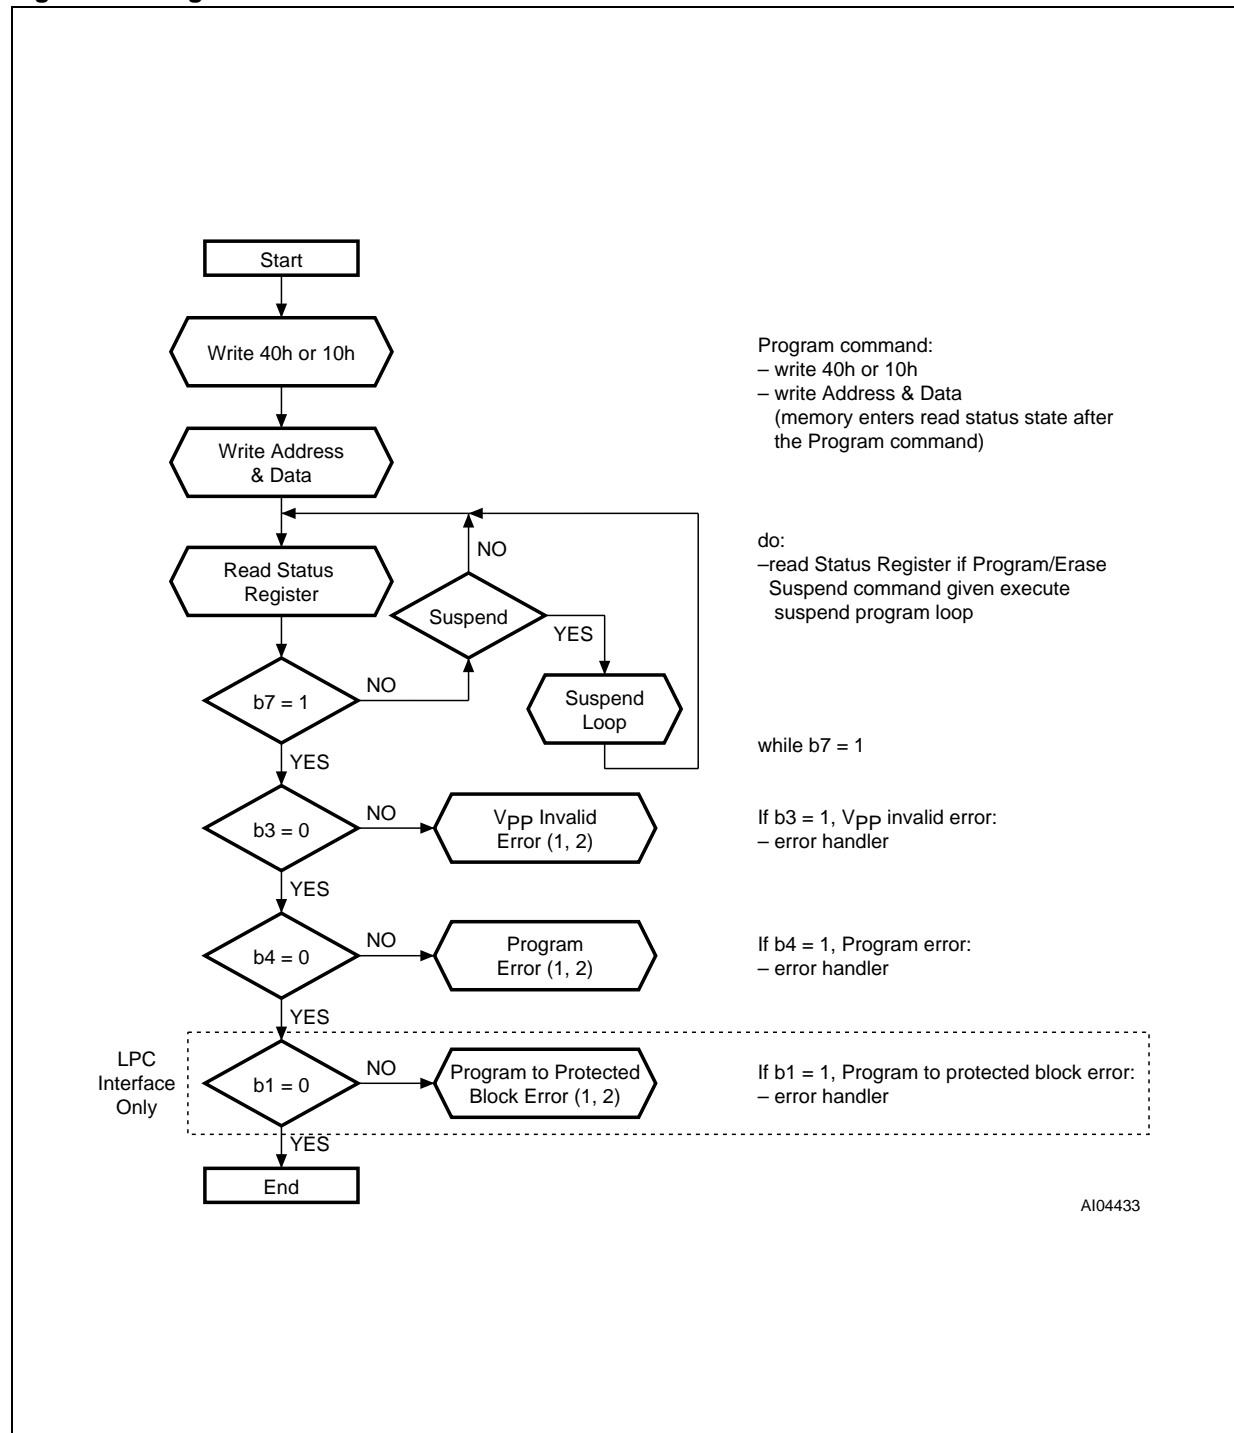 Start
Write 40h or 10h
Program command:
– write 40h or 10h
– write Address & Data
(memory enters read status state after
the Program command)
Write Address
& Data
NO
do:
–read Status Register if Program/Erase
Suspend command given execute
suspend program loop
Read Status
Register
Suspend
YES
b7 = 1
NO
Suspend
Loop
while b7 = 1
YES
b3 = 0
NO
VPP Invalid
Error (1, 2)
If b3 = 1, VPP invalid error:
– error handler
YES
b4 = 0
NO
Program
Error (1, 2)
If b4 = 1, Program error:
– error handler
YES
LPC
Interface
Only
b1 = 0
NO
Program to Protected
Block Error (1, 2)
If b1 = 1, Program to protected block error:
– error handler
YES
End
AI04433